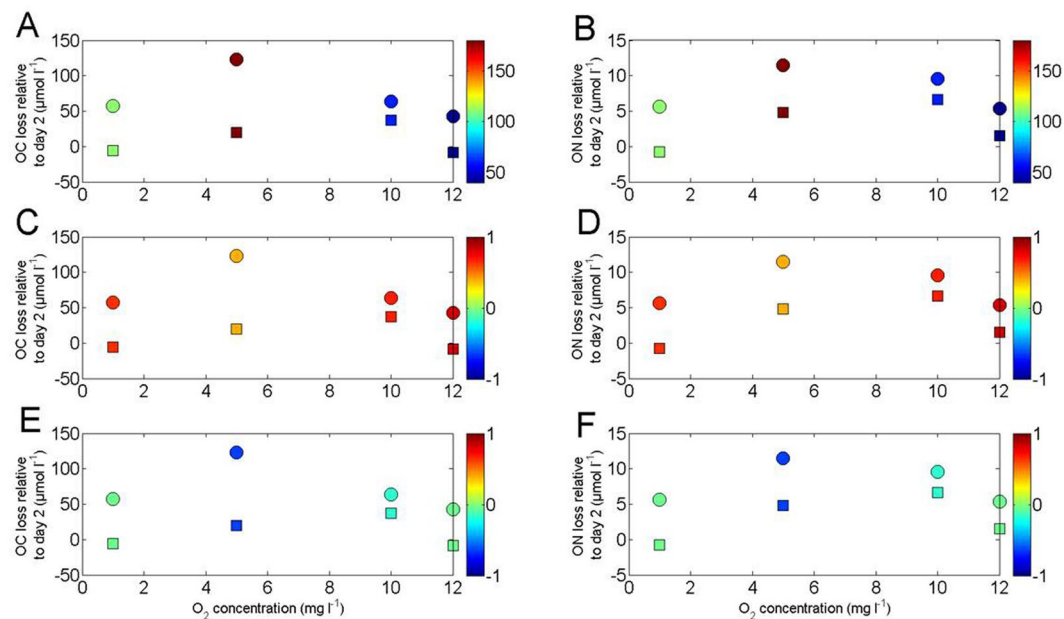 A
B
OC loss relative
to day 2 (µmol l⁻¹)
150
100
50
0
-50
0 2 4 6 8 10 12
150
100
50
ON loss relative
to day 2 (µmol l⁻¹)
15
10
5
0
-5
0 2 4 6 8 10 12
150
100
50
C
D
OC loss relative
to day 2 (µmol l⁻¹)
150
100
50
0
-50
0 2 4 6 8 10 12
1
0
-1
ON loss relative
to day 2 (µmol l⁻¹)
15
10
5
0
-5
0 2 4 6 8 10 12
1
0
-1
E
F
OC loss relative
to day 2 (µmol l⁻¹)
150
100
50
0
-50
0 2 4 6 8 10 12
O₂ concentration (mg l⁻¹)
1
0
-1
ON loss relative
to day 2 (µmol l⁻¹)
15
10
5
0
-5
0 2 4 6 8 10 12
O₂ concentration (mg l⁻¹)
1
0
-1